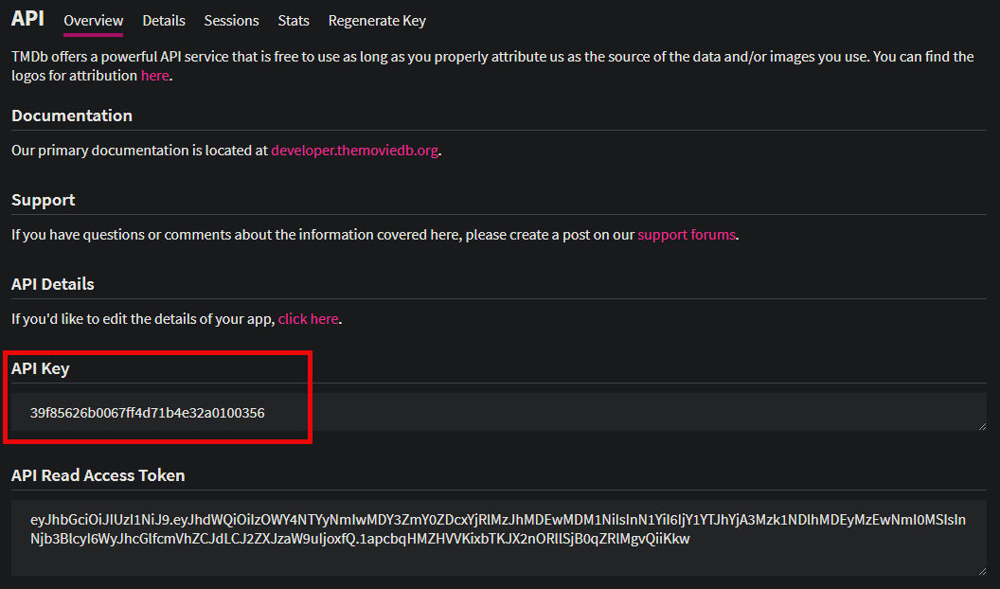 API Overview Details Sessions Stats Regenerate Key
TMDb offers a powerful API service that is free to use as long as you properly attribute us as the source of the data and/or images you use. You can find the
logos for attribution here.
Documentation
Our primary documentation is located at developer.themoviedb.org.
Support
If you have questions or comments about the information covered here, please create a post on our support forums.
API Details
If you'd like to edit the details of your app, click here.
API Key
39f85626b0067ff4d71b4e32a0100356
API Read Access Token
eyJhbGciOiJIUzI1NiJ9.eyJhdWQiOiIzOWY4NTYyNmIwMDY3ZmY0ZDcxYjRlMzJhMDEwMDM1NiIsInN1YiI6IjY1YTJhYjA3Mzk1NDlhMDEyMzEwNmI0MSIsIn
Njb3BlcyI6WyJhcGlfcmVhZCJdLCJ2ZXJzaW9uIjoxfQ.1apcbqHMZHVVKixbTKJX2nORllSjB0qZRlMgvQiiKkw